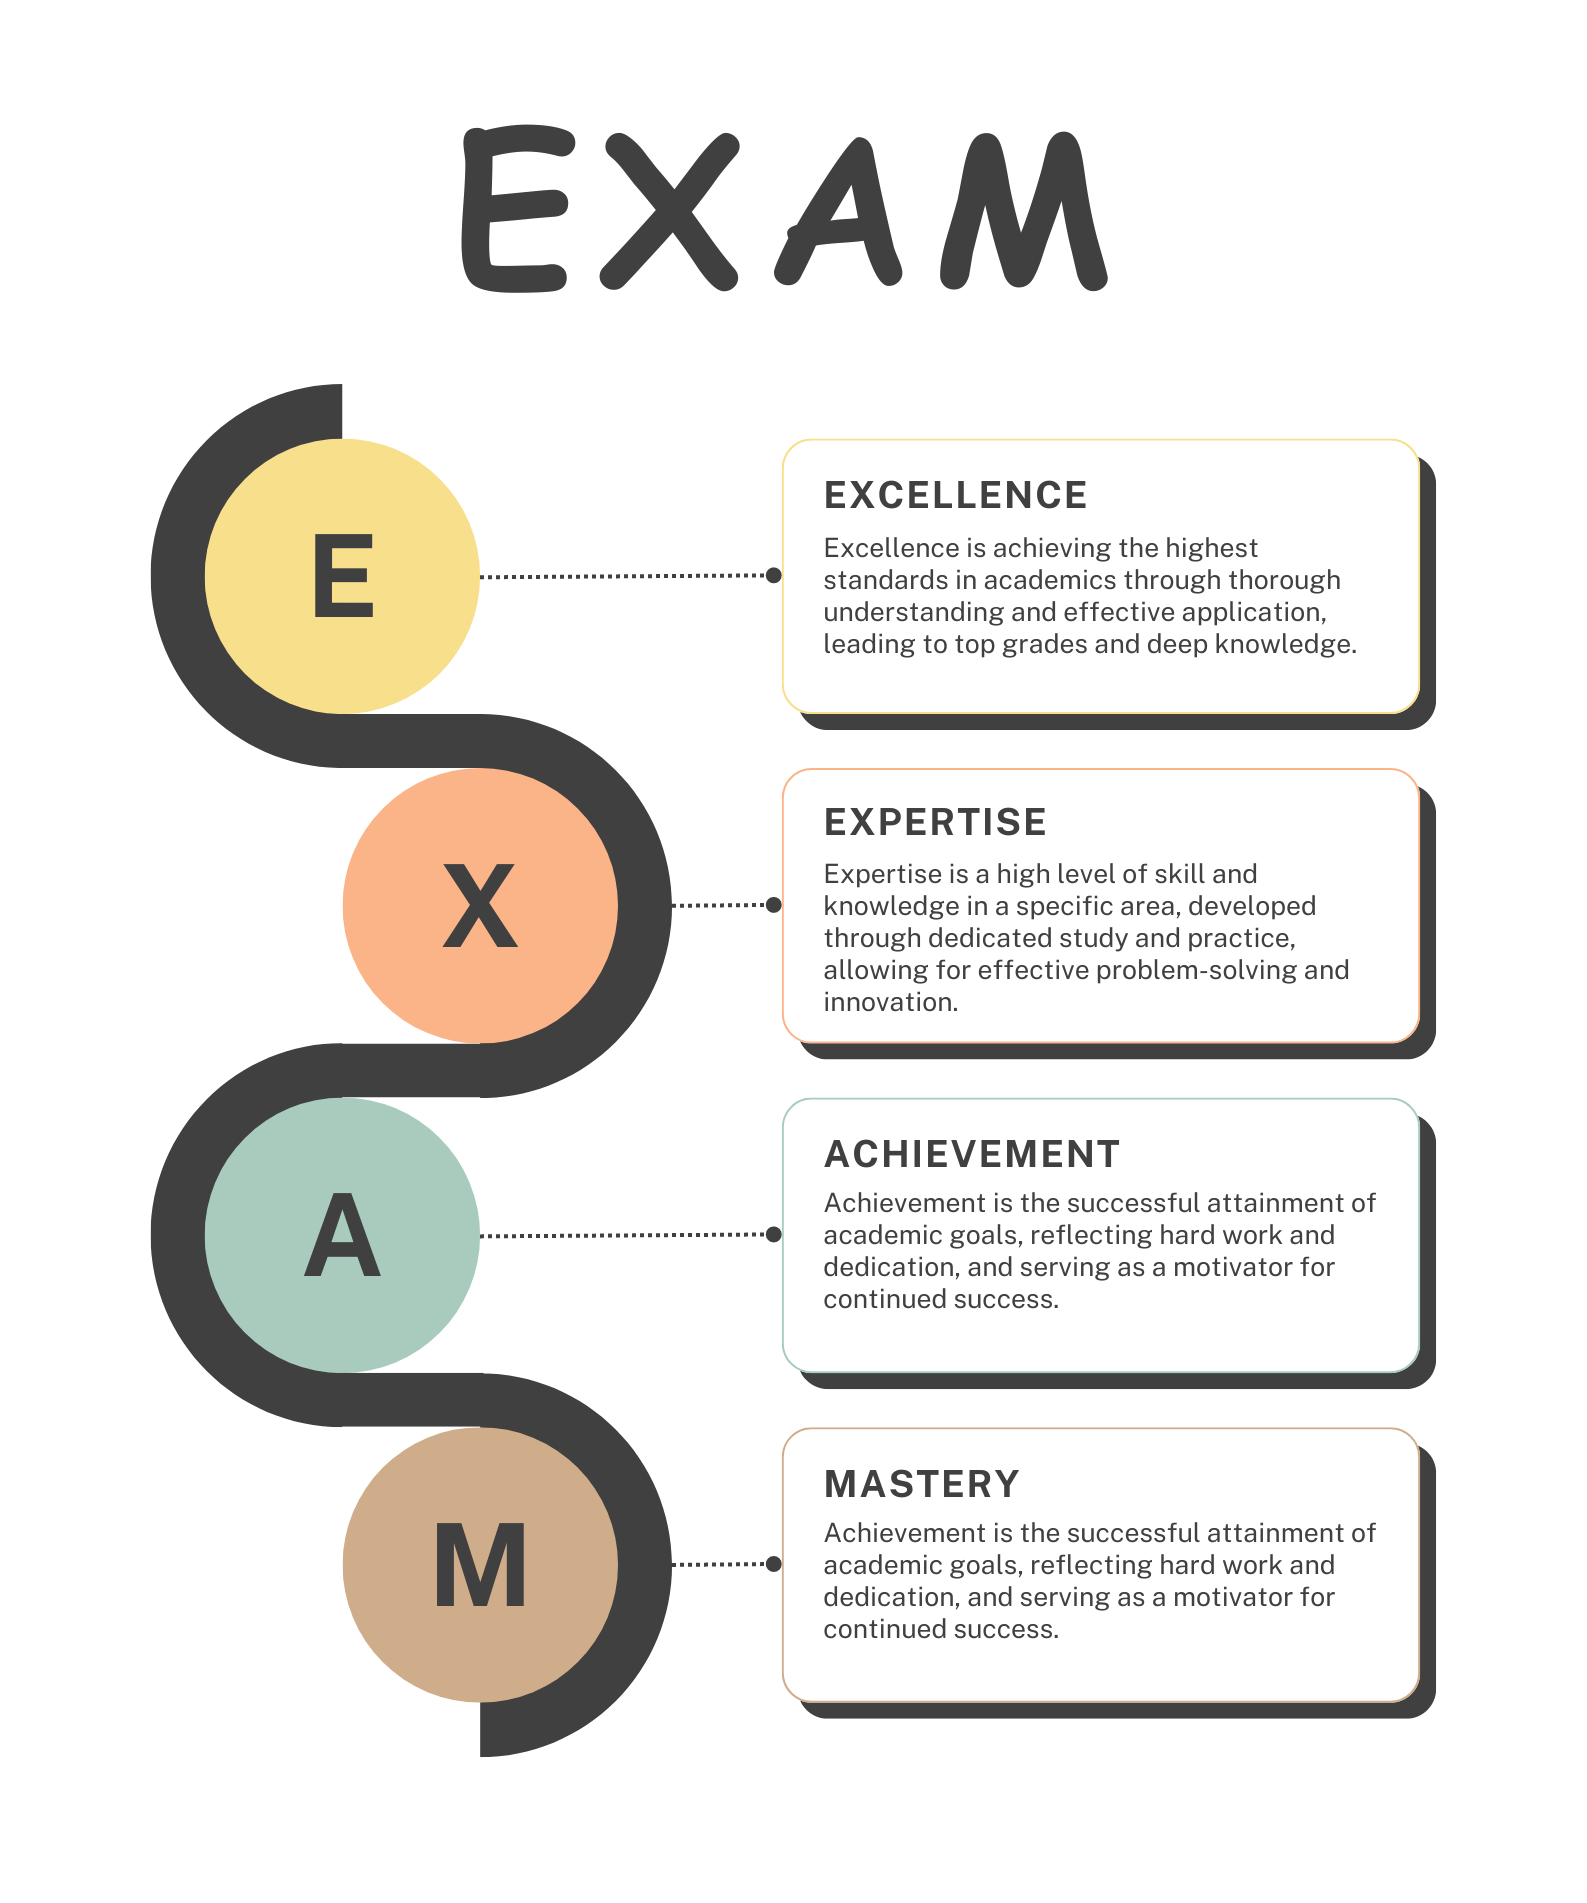 EXAM
E
EXCELLENCE
Excellence is achieving the highest
standards in academics through thorough
understanding and effective application,
leading to top grades and deep knowledge.
X
EXPERTISE
Expertise is a high level of skill and
knowledge in a specific area, developed
through dedicated study and practice,
allowing for effective problem-solving and
innovation.
A
ACHIEVEMENT
Achievement is the successful attainment of
academic goals, reflecting hard work and
dedication, and serving as a motivator for
continued success.
M
MASTERY
Achievement is the successful attainment of
academic goals, reflecting hard work and
dedication, and serving as a motivator for
continued success.